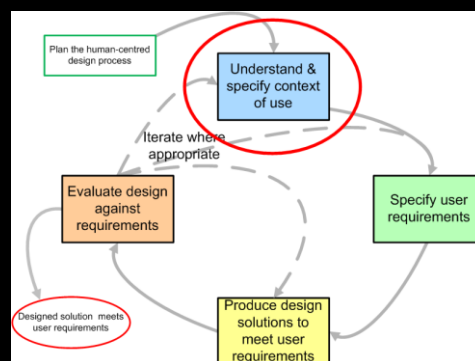 Plan the human-centred
design process
Understand &
specify context
of use
Iterate where
appropriate
Evaluate design
against
requirements
Specify user
requirements
Designed solution meets
user requirements
Produce design
solutions to
meet user
requirements